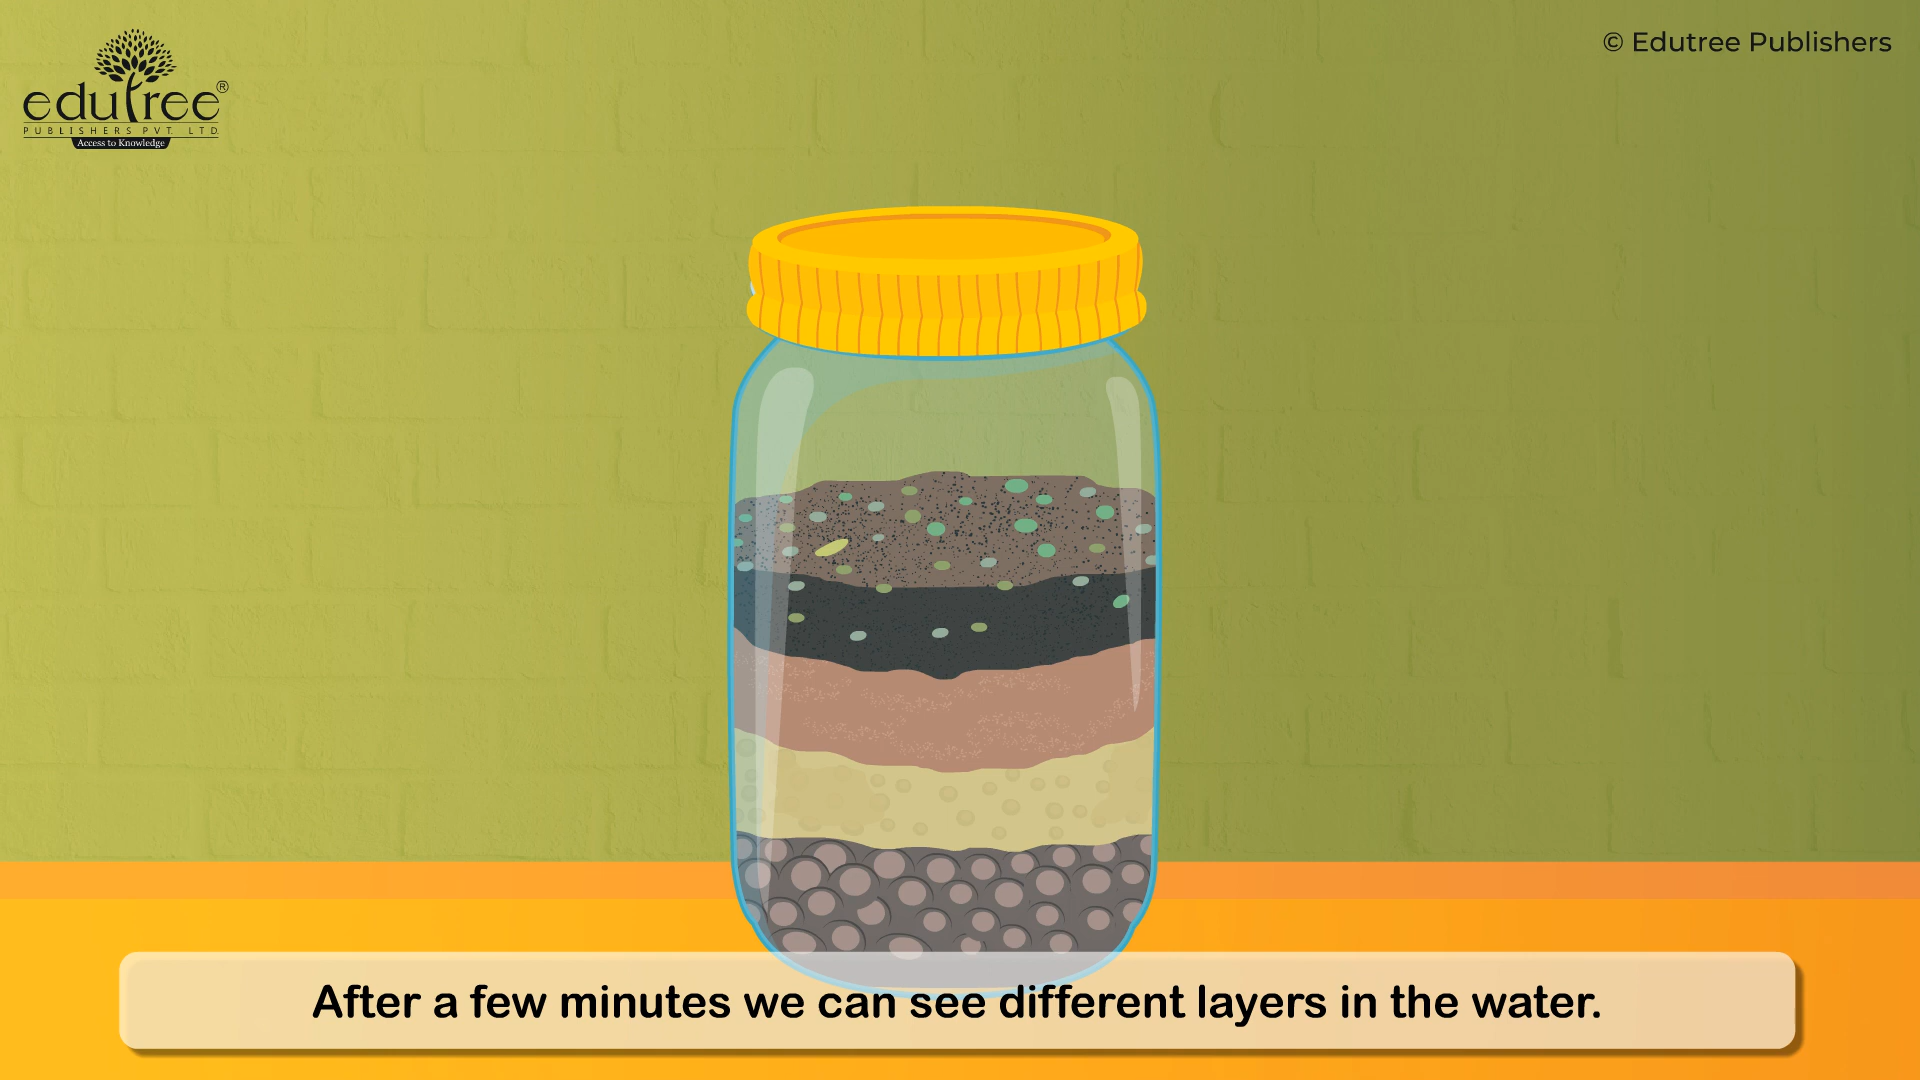 edutree®
PUBLISHERS PVT. LTD.
Access to Knowledge
© Edutree Publishers
After a few minutes we can see different layers in the water.